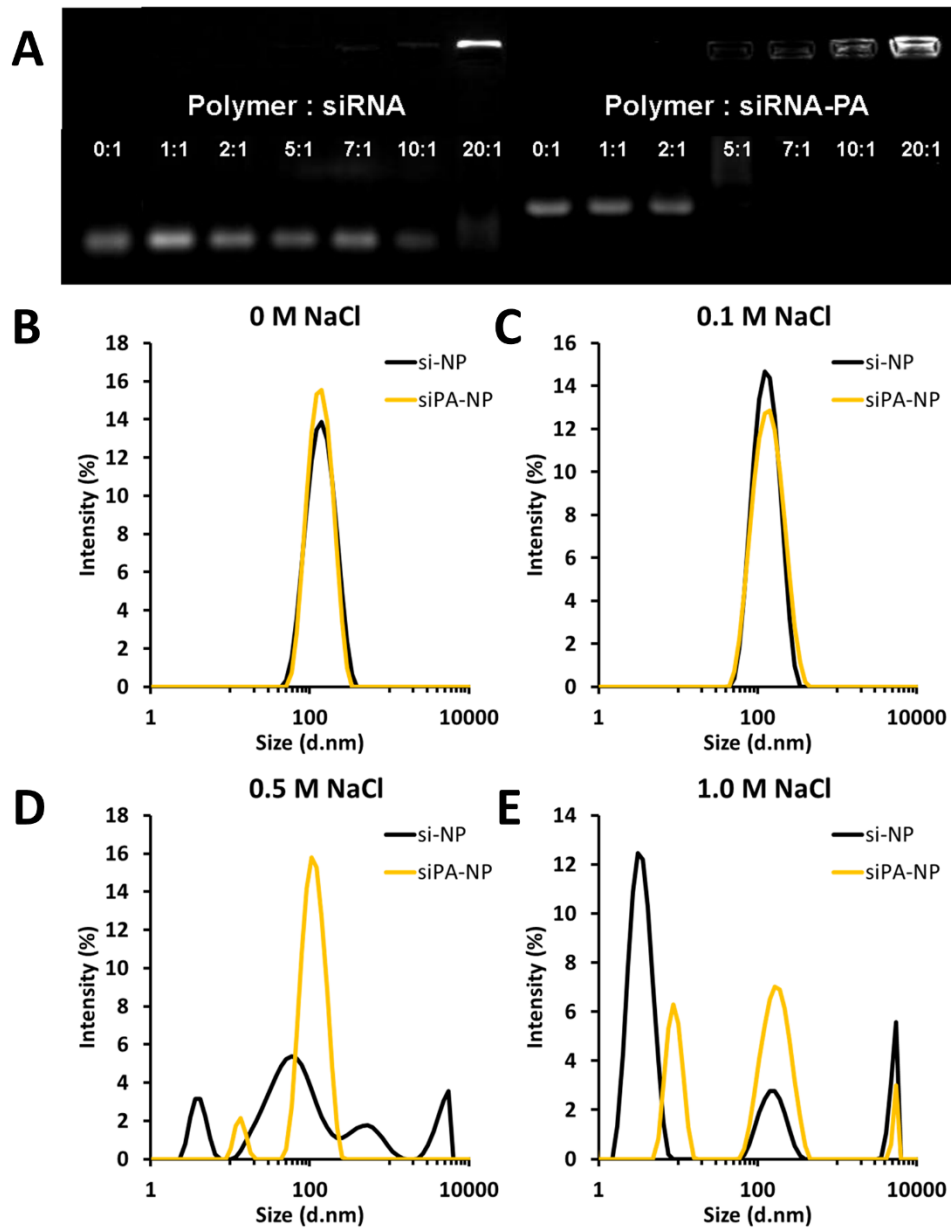 A
Polymer : siRNA
Polymer : siRNA-PA
0:1 1:1 2:1 5:1 7:1 10:1 20:1 0:1 1:1 2:1 5:1 7:1 10:1 20:1
B
0 M NaCl
18
16
14
12
10
8
6
4
2
0
Intensity (%)
si-NP
siPA-NP
1 100 10000
Size (d.nm)
C
0.1 M NaCl
16
14
12
10
8
6
4
2
0
Intensity (%)
si-NP
siPA-NP
1 100 10000
Size (d.nm)
D
0.5 M NaCl
18
16
14
12
10
8
6
4
2
0
Intensity (%)
si-NP
siPA-NP
1 100 10000
Size (d.nm)
E
1.0 M NaCl
14
12
10
8
6
4
2
0
Intensity (%)
si-NP
siPA-NP
1 100 10000
Size (d.nm)